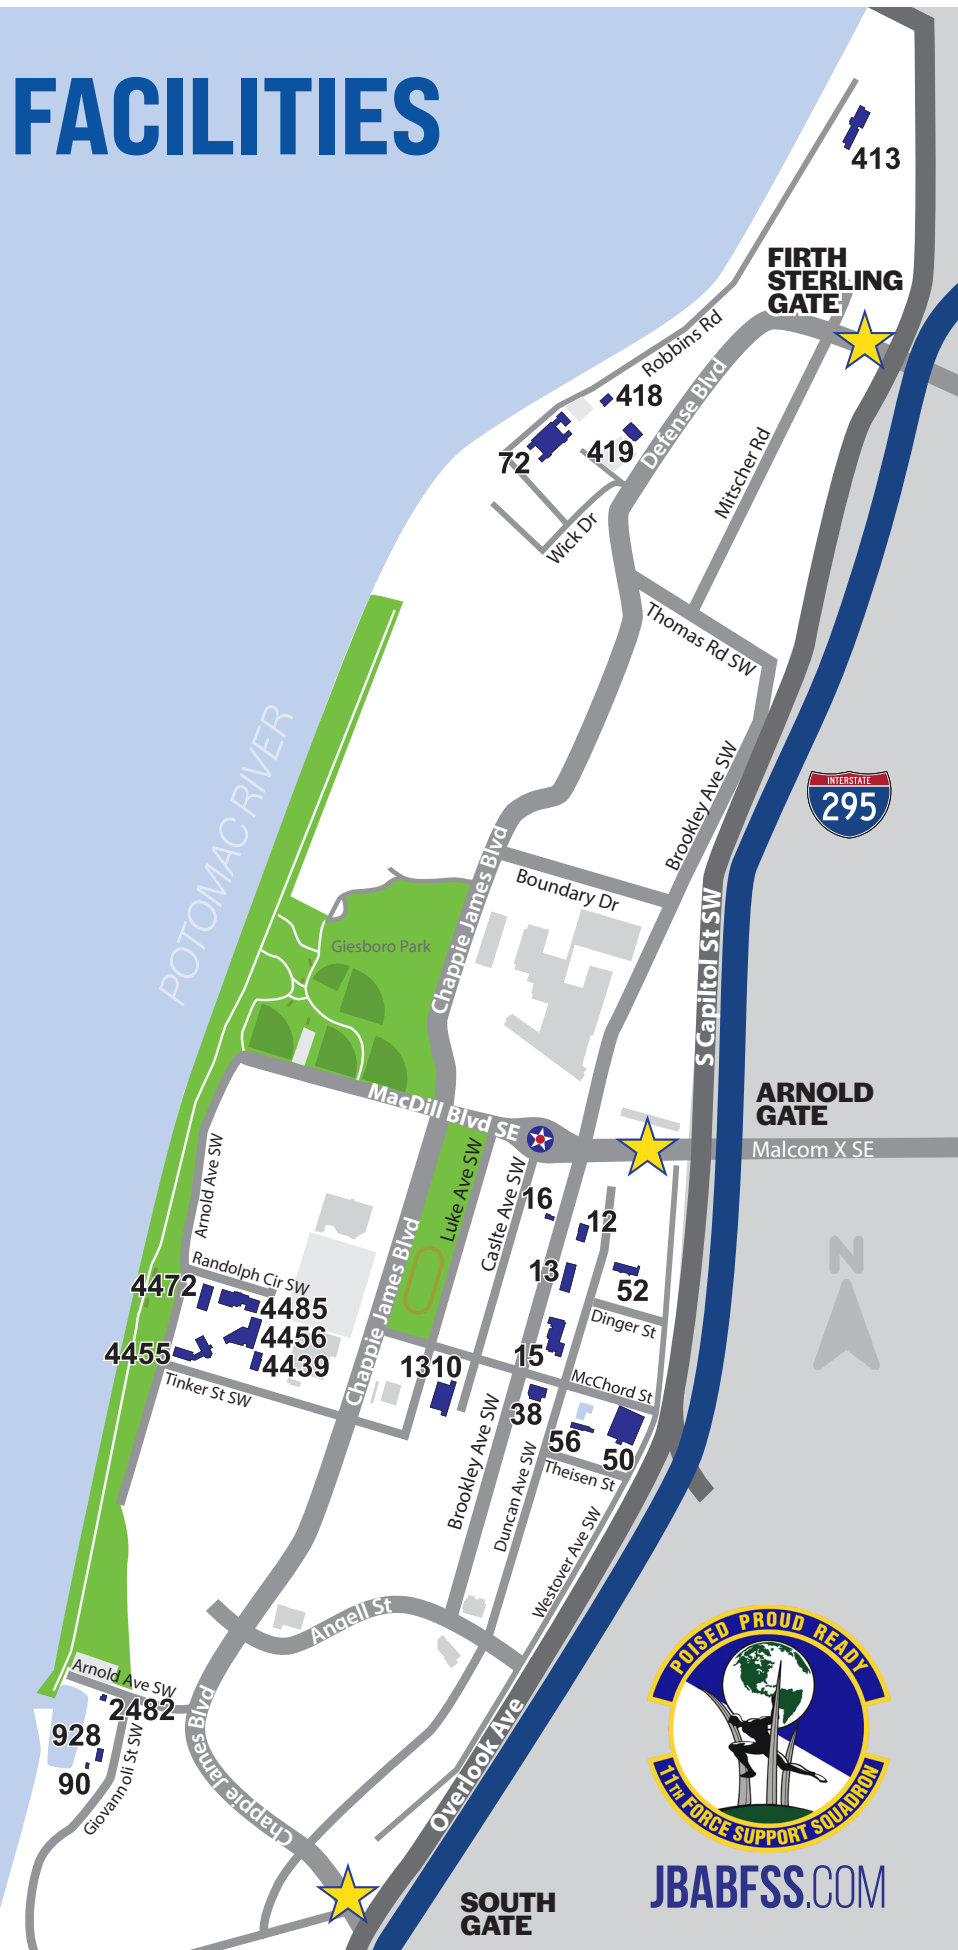 FACILITIES
413
FIRTH
STERLING
GATE
Robbins Rd
418
Defense Blvd
419
72
Mitscher Rd
Wick Dr
Thomas Rd SW
POTOMAC RIVER
Brookley Ave SW
INTERSTATE
295
Chappie James Blvd
Boundary Dr
S Capiltol St SW
Giesboro Park
ARNOLD
GATE
MacDill Blvd SE
Malcom X SE
Arnold Ave SW
Luke Ave SW
Caslte Ave SW
16
12
N
Randolph Cir SW
13
52
4472
4485
Chappie James Blvd
Dinger St
4456
4455
4439
1310
15
Tinker St SW
McChord St
38
56
50
Brookley Ave SW
Duncan Ave SW
Theisen St
Westover Ave SW
Angell St
Arnold Ave SW
2482
928
90
Giovannoli St SW
Chappie James Blvd
Overlook Ave
POISED PROUD READY
11TH FORCE SUPPORT SQUADRON
JBABFSS.COM
SOUTH
GATE